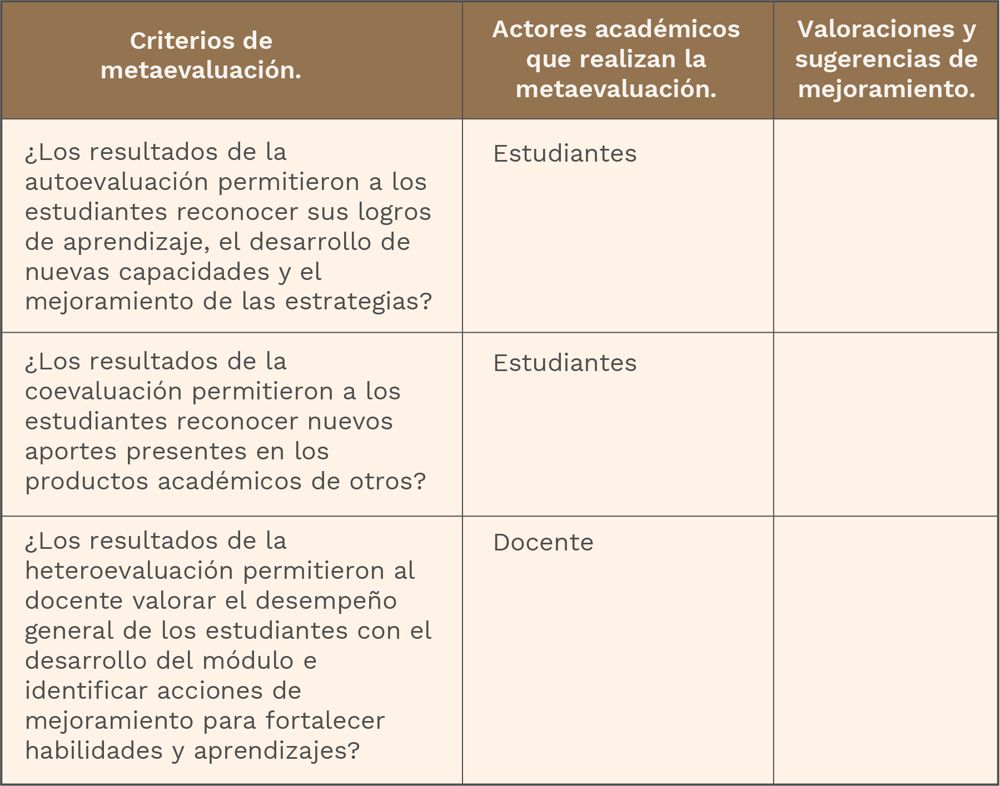 Criterios de
metaevaluación.
Actores académicos
que realizan la
metaevaluación.
Valoraciones y
sugerencias de
mejoramiento.
¿Los resultados de la
autoevaluación permitieron a los
estudiantes reconocer sus logros
de aprendizaje, el desarrollo de
nuevas capacidades y el
mejoramiento de las estrategias?
Estudiantes
¿Los resultados de la
coevaluación permitieron a los
estudiantes reconocer nuevos
aportes presentes en los
productos académicos de otros?
Estudiantes
¿Los resultados de la
heteroevaluación permitieron al
docente valorar el desempeño
general de los estudiantes con el
desarrollo del módulo e
identificar acciones de
mejoramiento para fortalecer
habilidades y aprendizajes?
Docente